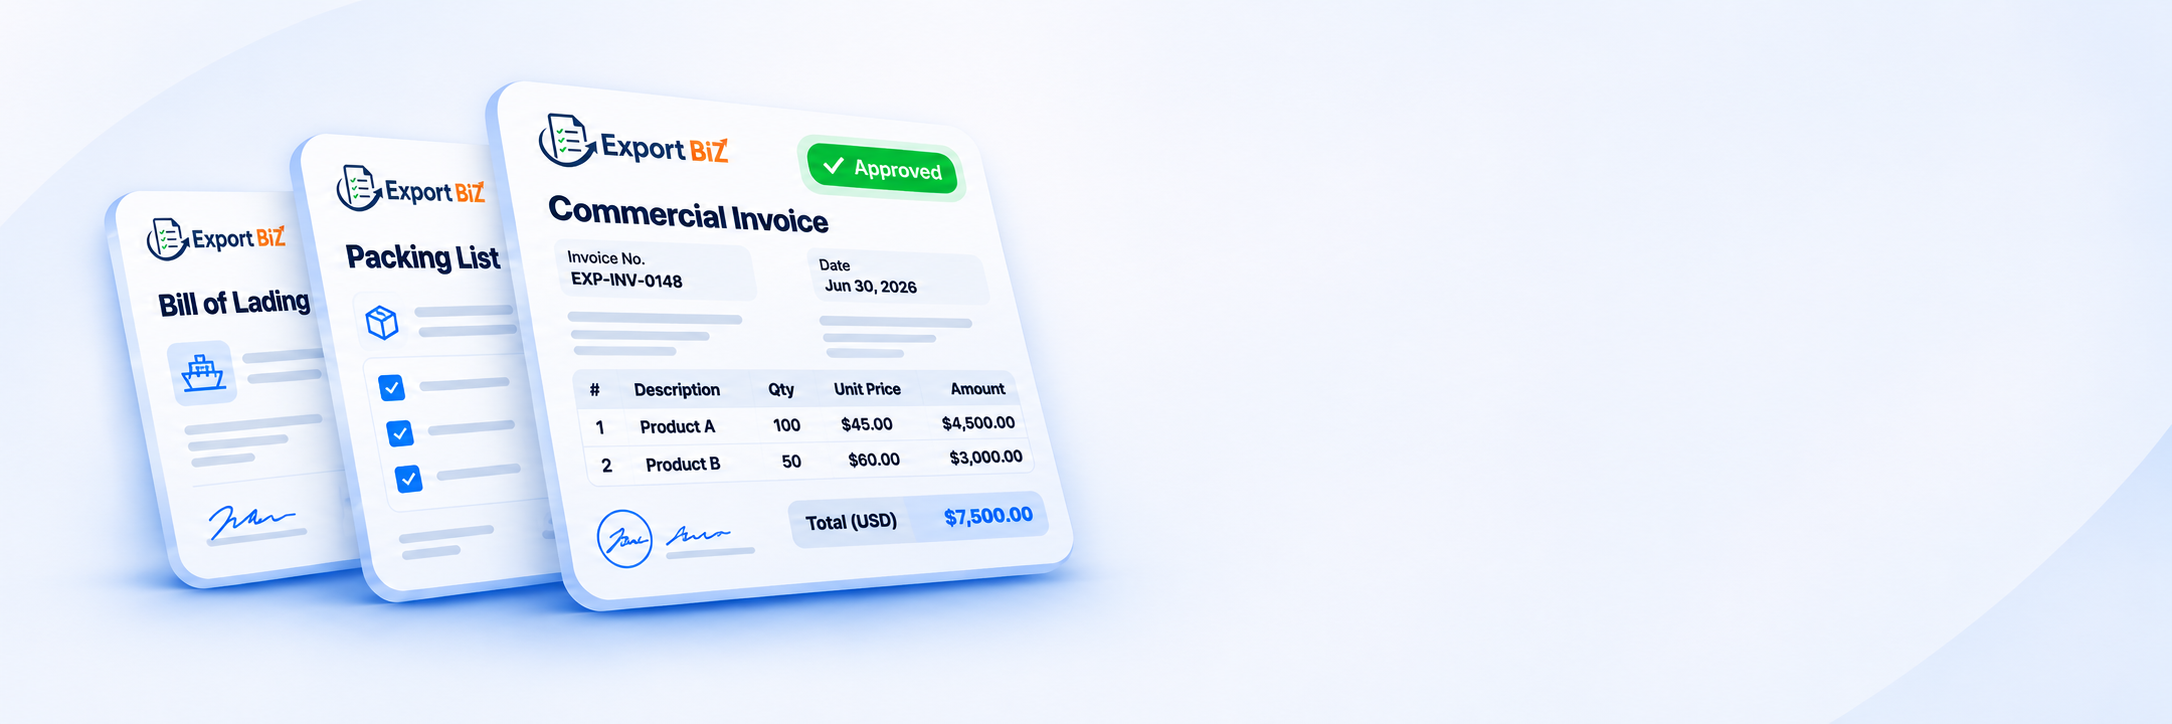 Export BiZ
Bill of Lading
Export BiZ
Packing List
Export BiZ
Approved
Commercial Invoice
Invoice No.
EXP-INV-0148
Date
Jun 30, 2026
# Description Qty Unit Price Amount
1 Product A 100 $45.00 $4,500.00
2 Product B 50 $60.00 $3,000.00
Total (USD) $7,500.00